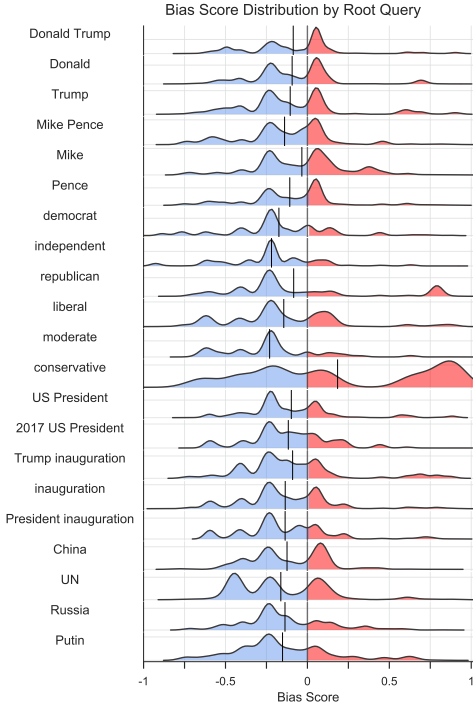 Bias Score Distribution by Root Query
Donald Trump
Donald
Trump
Mike Pence
Mike
Pence
democrat
independent
republican
liberal
moderate
conservative
US President
2017 US President
Trump inauguration
inauguration
President inauguration
China
UN
Russia
Putin
-1 -0.5 0 0.5 1
Bias Score